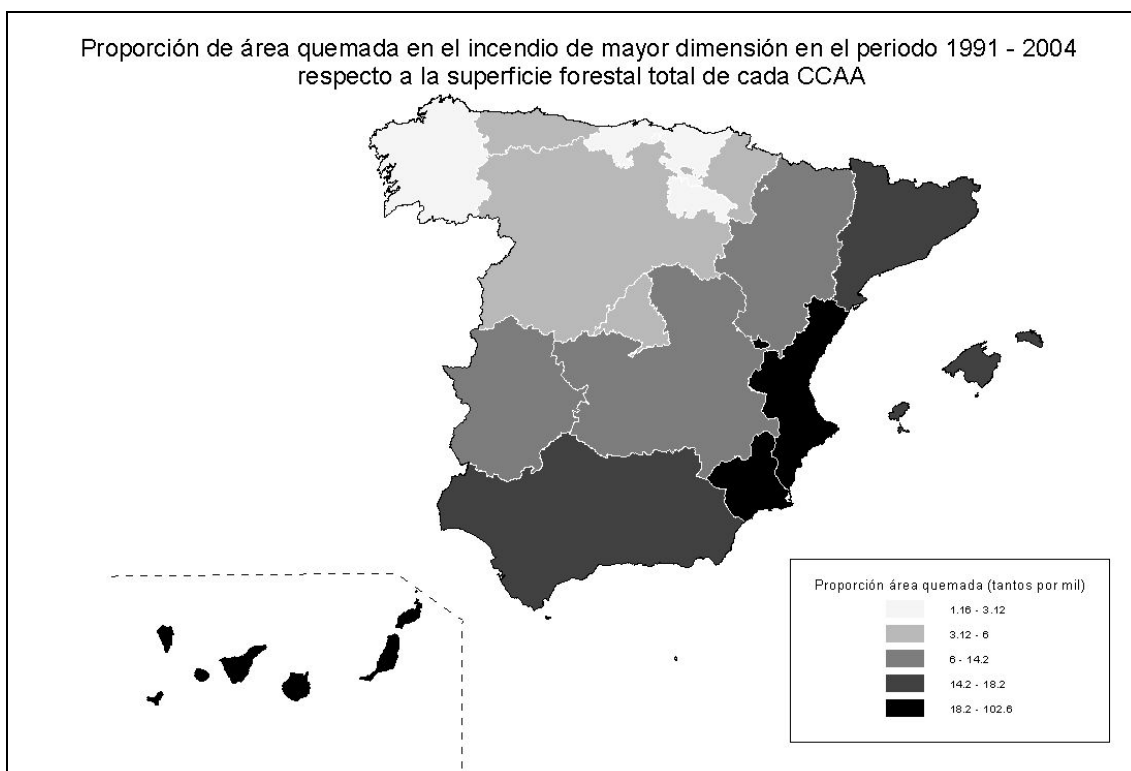 Proporción de área quemada en el incendio de mayor dimensión en el periodo 1991 - 2004
respecto a la superficie forestal total de cada CCAA
Proporción área quemada (tantos por mil)
1.16 - 3.12
3.12 - 6
6 - 14.2
14.2 - 18.2
18.2 - 102.6